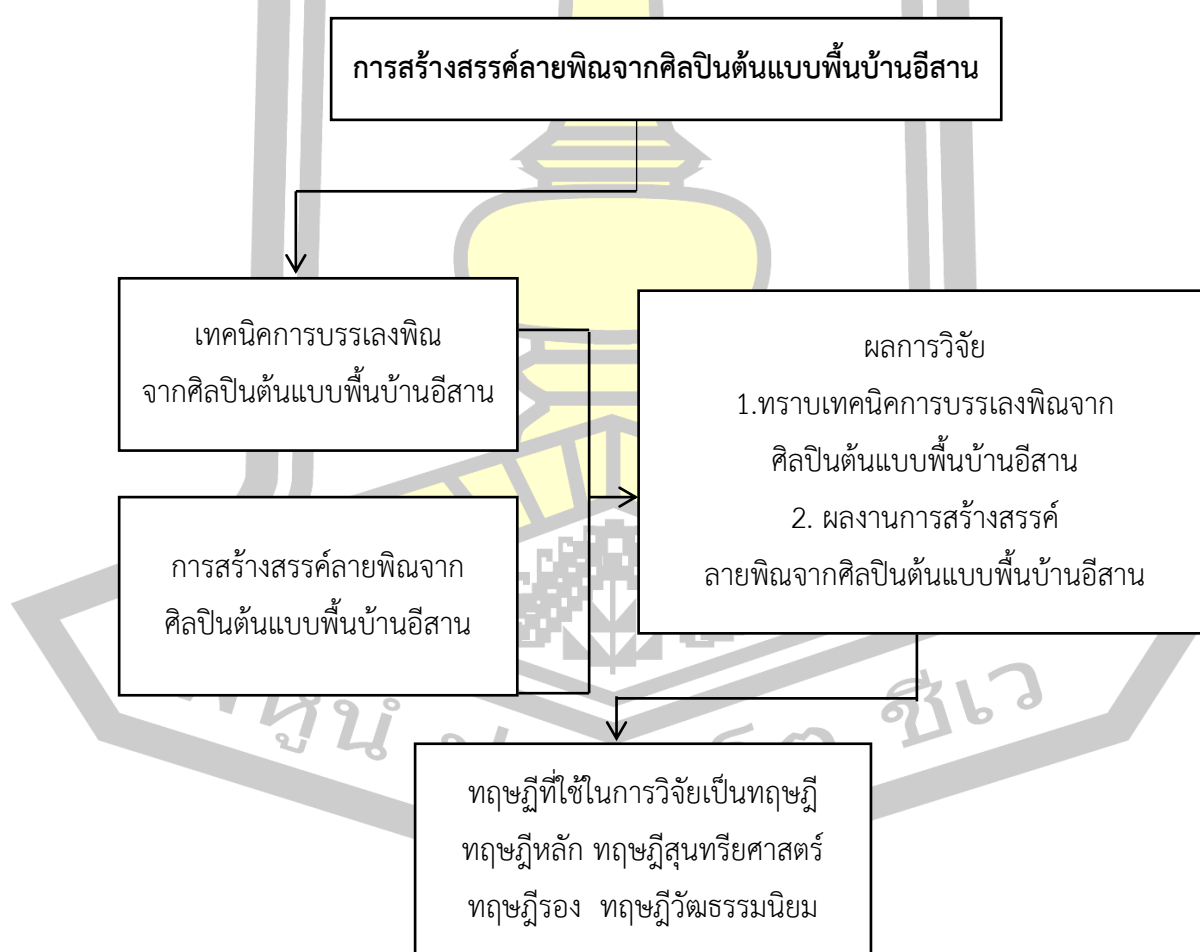 การสร้างสรรค์ลายพิณจากศิลปินต้นแบบพื้นบ้านอีสาน
เทคนิคการบรรเลงพิณ
จากศิลปินต้นแบบพื้นบ้านอีสาน
การสร้างสรรค์ลายพิณจาก
ศิลปินต้นแบบพื้นบ้านอีสาน
ผลการวิจัย
1.ทราบเทคนิคการบรรเลงพิณจาก
ศิลปินต้นแบบพื้นบ้านอีสาน
2. ผลงานการสร้างสรรค์
ลายพิณจากศิลปินต้นแบบพื้นบ้านอีสาน
ชีเว
ทฤษฏีที่ใช้ในการวิจัยเป็นทฤษฎี
ทฤษฎีหลัก ทฤษฎีสุนทรียศาสตร์
ทฤษฎีรอง ทฤษฎีวัฒธรรมนิยม